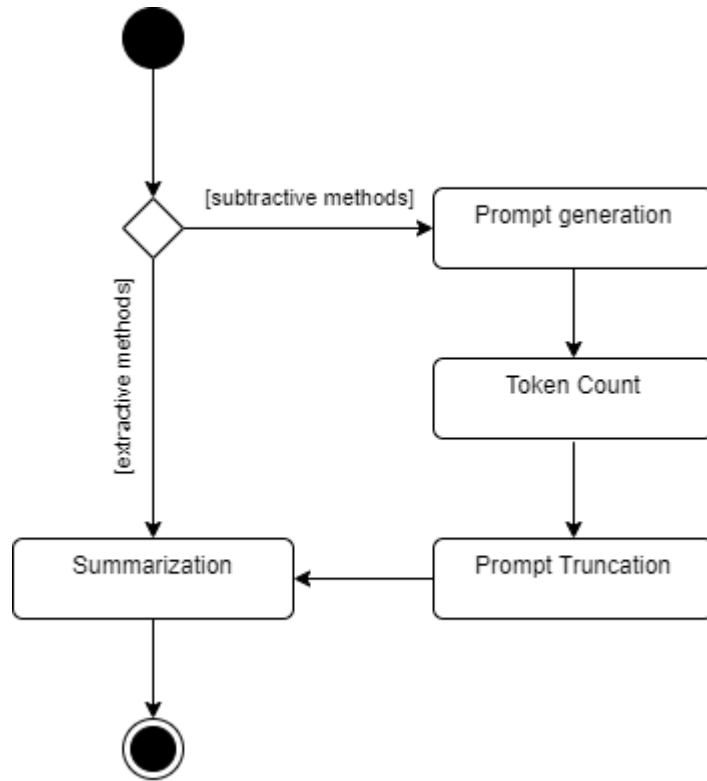 [subtractive methods]
Prompt generation
[extractive methods]
Token Count
Summarization
Prompt Truncation